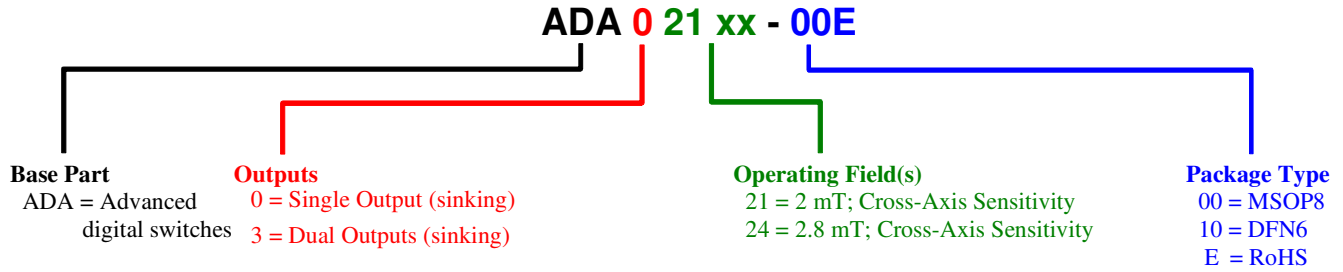 ADA 0 21 xx - 00E
Base Part
ADA = Advanced
digital switches
Outputs
0 = Single Output (sinking)
3 = Dual Outputs (sinking)
Operating Field(s)
21 = 2 mT; Cross-Axis Sensitivity
24 = 2.8 mT; Cross-Axis Sensitivity
Package Type
00 = MSOP8
10 = DFN6
E = RoHS